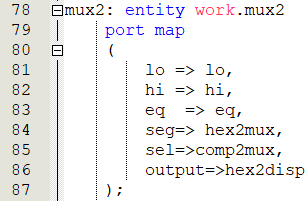 78 mux2: entity work.mux2
79 port map
80 (
81 lo => lo,
82 hi => hi,
83 eq  => eq,
84 seg=> hex2mux,
85 sel=>comp2mux,
86 output=>hex2disp
87 );